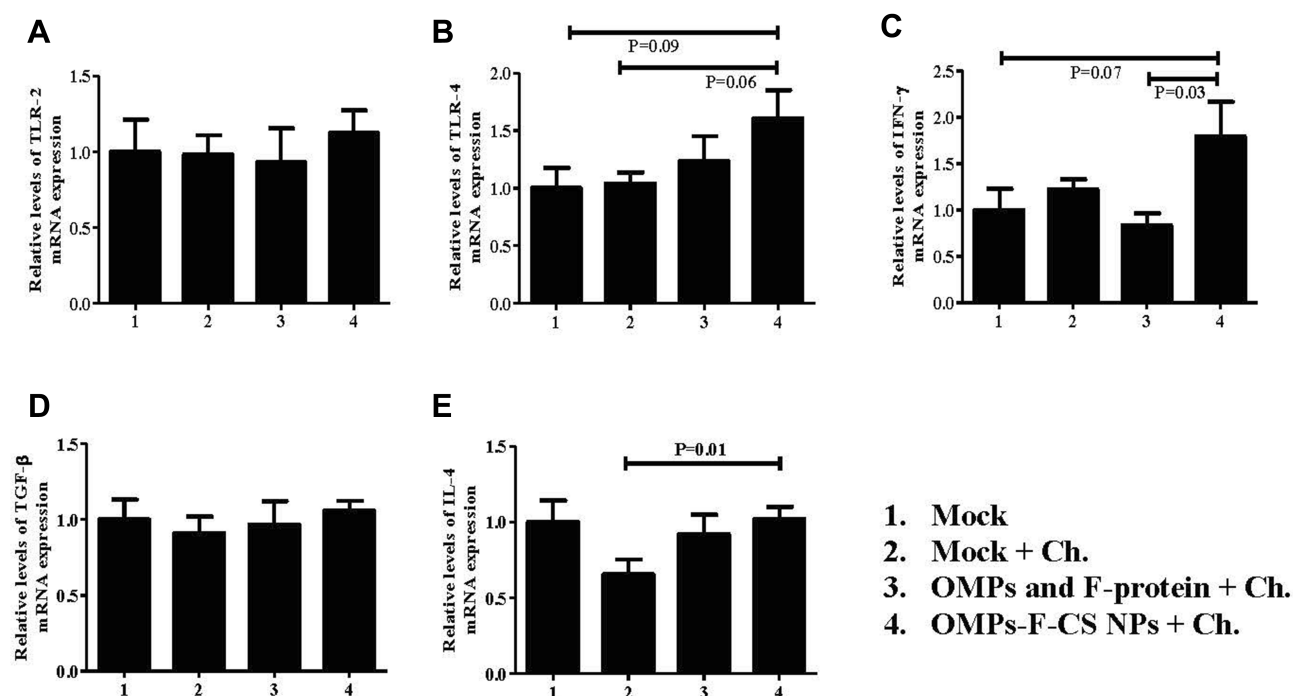 A
Relative levels of TLR-2
mRNA expression
1.5
1.0
0.5
0.0
1 2 3 4
B
P=0.09
P=0.06
Relative levels of TLR-4
mRNA expression
2.0
1.5
1.0
0.5
0.0
1 2 3 4
C
P=0.07
P=0.03
Relative levels of IFN-γ
mRNA expression
2.5
2.0
1.5
1.0
0.5
0.0
1 2 3 4
D
Relative levels of TGF-β
mRNA expression
1.5
1.0
0.5
0.0
1 2 3 4
E
P=0.01
Relative levels of IL-4
mRNA expression
1.5
1.0
0.5
0.0
1 2 3 4
1. Mock
2. Mock + Ch.
3. OMPs and F-protein + Ch.
4. OMPs-F-CS NPs + Ch.